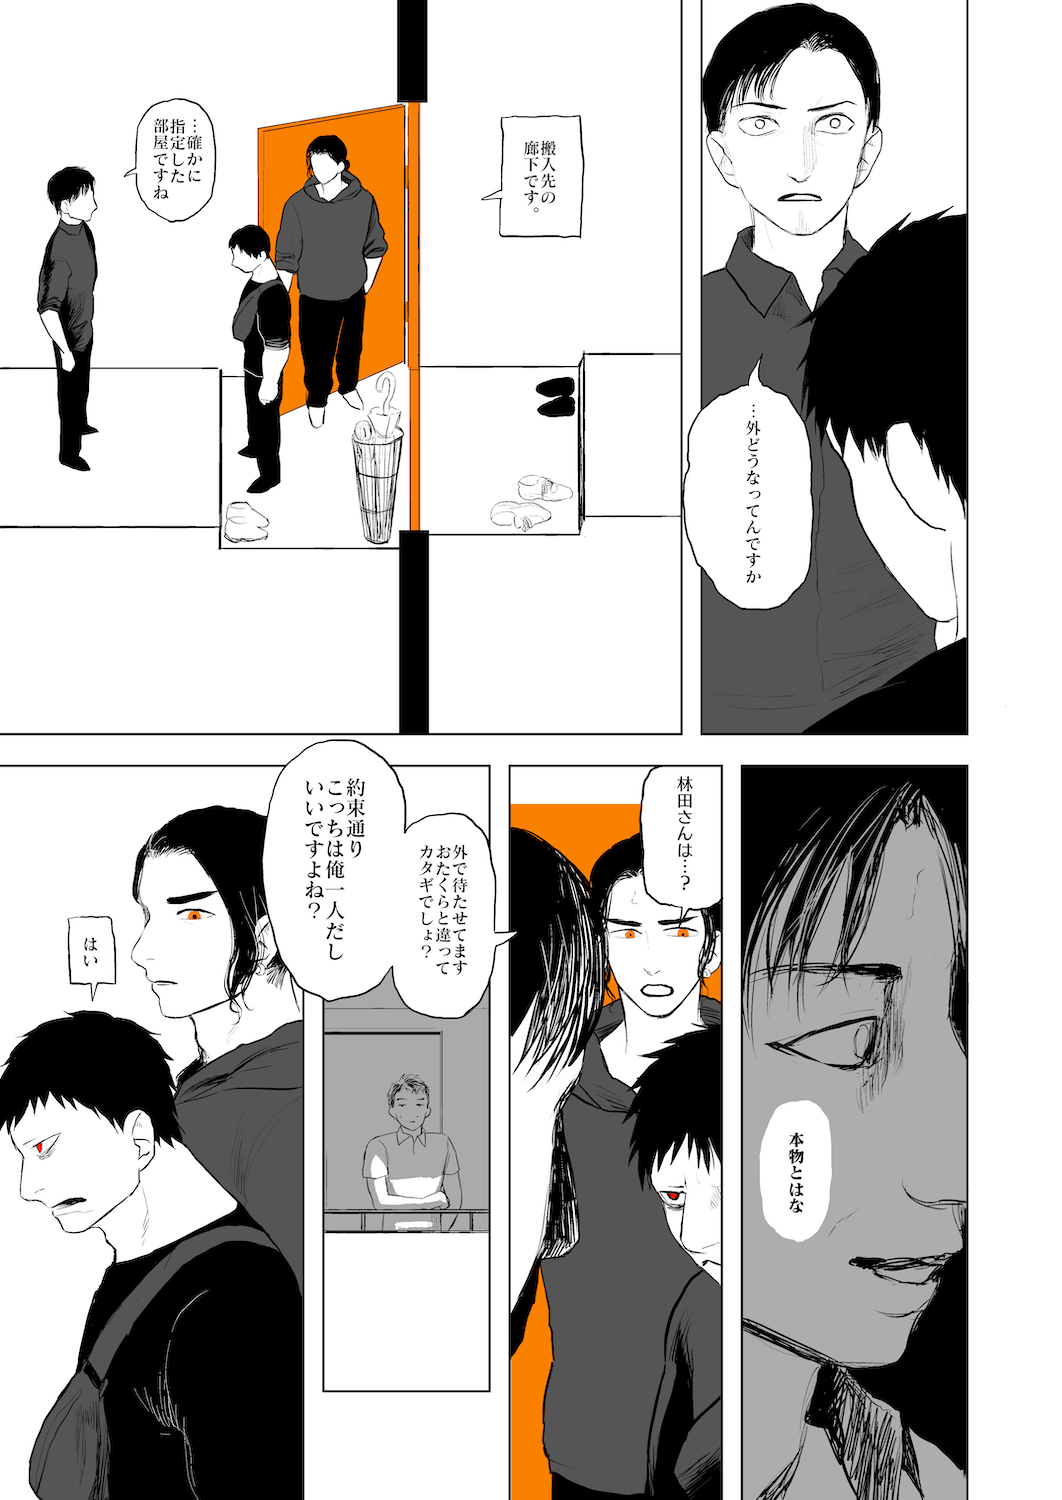 …外どうなってんですか
搬入先の
廊下です。
…確かに
指定した
部屋ですね
本物とはな
林田さんは…?
外で待たせてます
おたくらと違って
カタギでしょ?
約束通り
こっちは俺一人だし
いいですよね?
はい